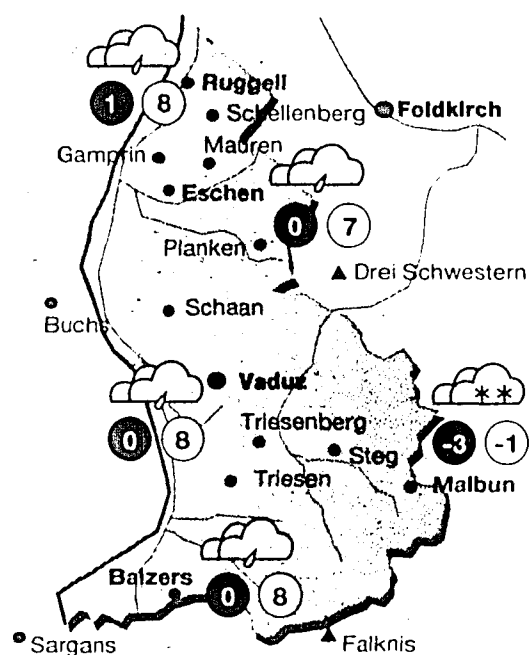 Ruggell
1 8
Schellenberg
Foldkirch
Gamprin
Mauren
Eschen
0 7
Planken
Drei Schwestern
Buchs
Schaan
Vaduz
0 8
Triesenberg
Steg
-3 -1
Triesen
Malbun
Balzers
0 8
Sargans
Falknis